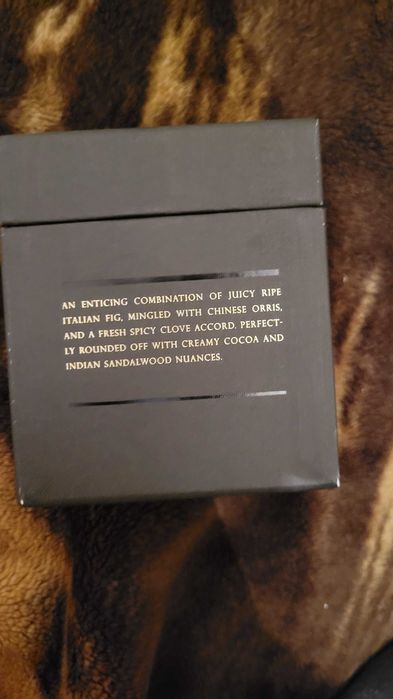 AN ENTICING COMBINATION OF JUICY RIPE
ITALIAN FIG, MINGLED WITH CHINESE ORRIS,
AND A FRESH SPICY CLOVE ACCORD. PERFECT-
LY ROUNDED OFF WITH CREAMY COCOA AND
INDIAN SANDALWOOD NUANCES.